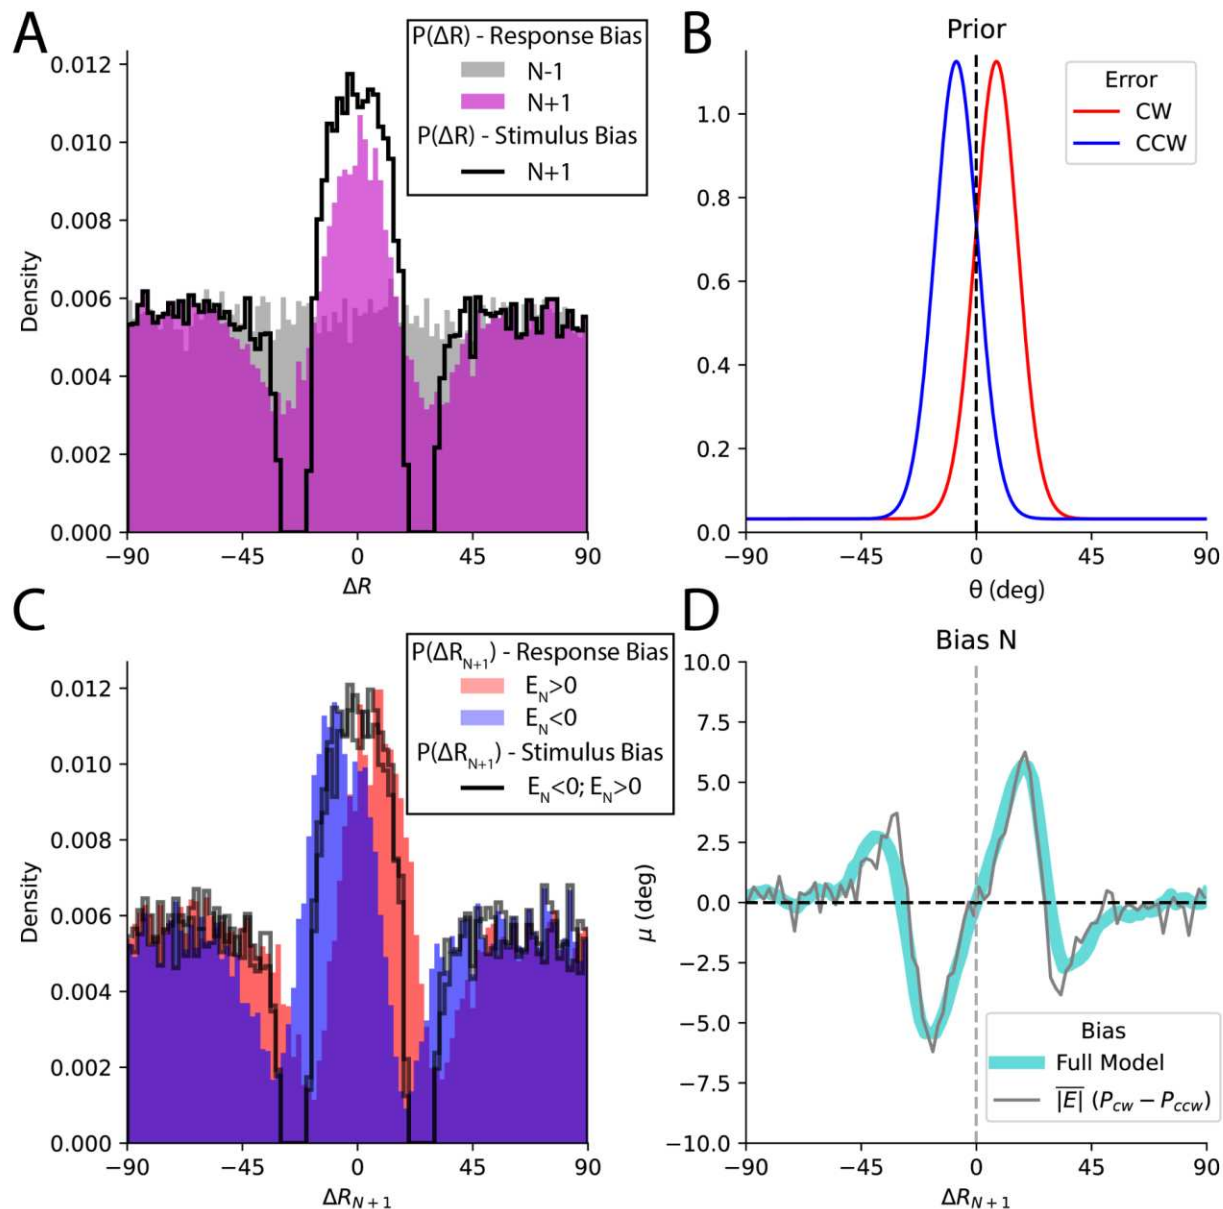 A
P(ΔR) - Response Bias
N-1
N+1
P(ΔR) - Stimulus Bias
N+1
0.012
0.010
0.008
0.006
0.004
0.002
0.000
Density
−90
−45
0
45
90
ΔR
B
Prior
Error
CW
CCW
1.0
0.8
0.6
0.4
0.2
0.0
−90
−45
0
45
90
θ (deg)
C
P(ΔR_{N+1}) - Response Bias
E_N>0
E_N<0
P(ΔR_{N+1}) - Stimulus Bias
E_N<0; E_N>0
0.012
0.010
0.008
0.006
0.004
0.002
0.000
Density
−90
−45
0
45
90
ΔR_{N+1}
D
Bias N
10.0
7.5
5.0
2.5
0.0
−2.5
−5.0
−7.5
−10.0
μ (deg)
Bias
Full Model
|E| (P_{cw} − P_{ccw})
−90
−45
0
45
90
ΔR_{N+1}